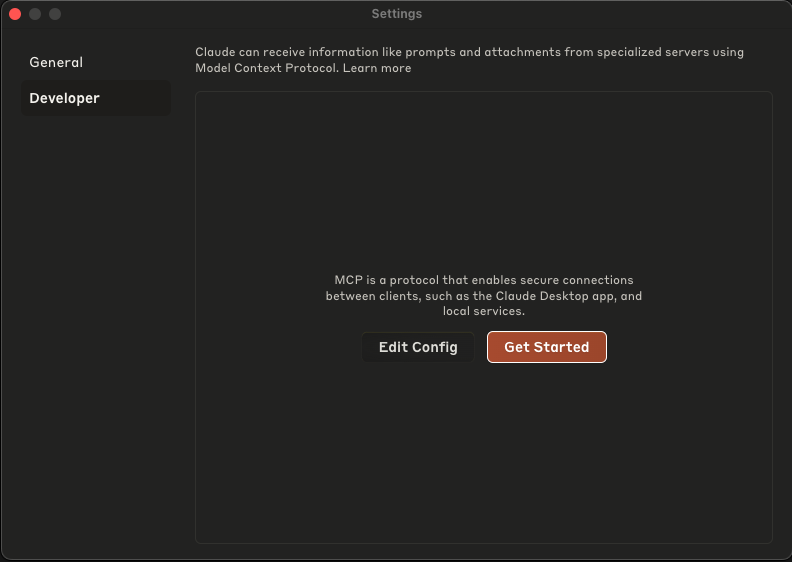 Settings
General
Developer
Claude can receive information like prompts and attachments from specialized servers using
Model Context Protocol. Learn more
MCP is a protocol that enables secure connections
between clients, such as the Claude Desktop app, and
local services.
Edit Config
Get Started